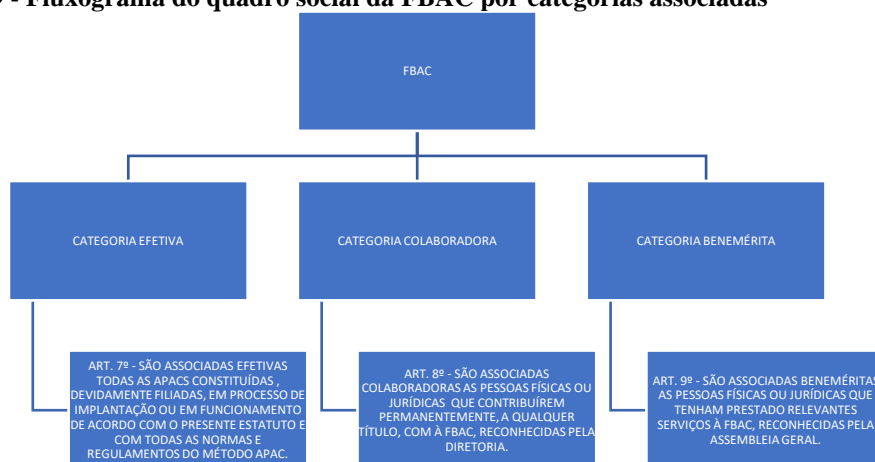 - Fluxograma do quadro social da FBAC por categorias associadas
FBAC
CATEGORIA EFETIVA
CATEGORIA COLABORADORA
CATEGORIA BENEMÉRITA
ART. 7º - SÃO ASSOCIADAS EFETIVAS
TODAS AS APACS CONSTITUÍDAS ,
DEVIDAMENTE FILIADAS, EM PROCESSO DE
IMPLANTAÇÃO OU EM FUNCIONAMENTO
DE ACORDO COM O PRESENTE ESTATUTO E
COM TODAS AS NORMAS E
REGULAMENTOS DO MÉTODO APAC.
ART. 8º - SÃO ASSOCIADAS
COLABORADORAS AS PESSOAS FÍSICAS OU
JURÍDICAS QUE CONTRIBUÍREM
PERMANENTEMENTE, A QUALQUER
TÍTULO, COM À FBAC, RECONHECIDAS PELA
DIRETORIA.
ART. 9º - SÃO ASSOCIADAS BENEMÉRITAS
AS PESSOAS FÍSICAS OU JURÍDICAS QUE
TENHAM PRESTADO RELEVANTES
SERVIÇOS À FBAC, RECONHECIDAS PELA
ASSEMBLEIA GERAL.